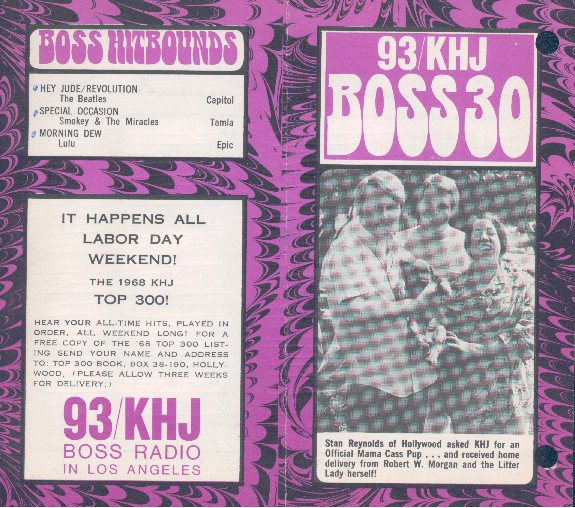 BOSS HITBOUNDS
HEY JUDE/REVOLUTION
The Beatles Capitol
SPECIAL OCCASION
Smokey & The Miracles Tamla
MORNING DEW
Lulu Epic
IT HAPPENS ALL
LABOR DAY
WEEKEND!
THE 1968 KHJ
TOP 300!
HEAR YOUR ALL-TIME HITS, PLAYED IN
ORDER, ALL WEEKEND LONG! FOR A
FREE COPY OF THE '68 TOP 300 LIST-
ING SEND YOUR NAME AND ADDRESS
TO: TOP 300 BOOK, BOX 38-190, HOLLY-
WOOD. (PLEASE ALLOW THREE WEEKS
FOR DELIVERY.)
93/KHJ
BOSS RADIO
IN LOS ANGELES
93/KHJ
BOSS 30
Stan Reynolds of Hollywood asked KHJ for an
Official Mama Cass Pup . . . and received home
delivery from Robert W. Morgan and the Litter
Lady herself!